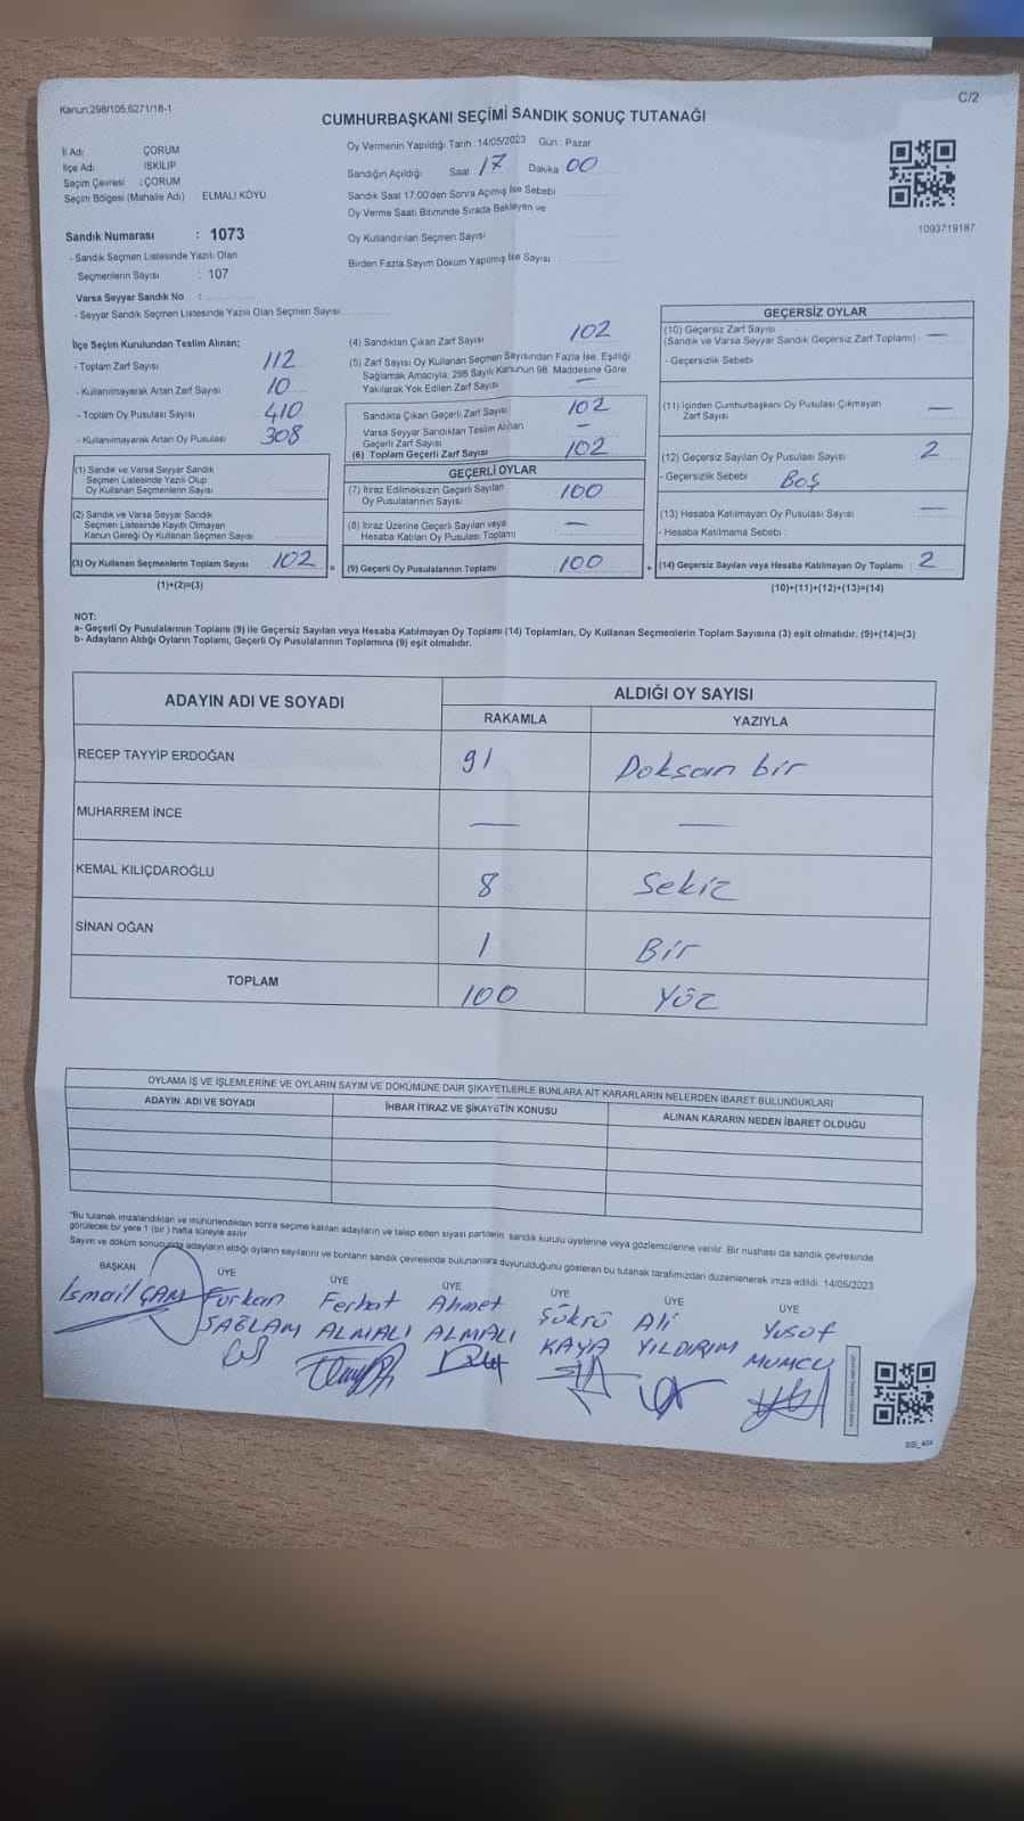 Kanun:298/105,6271/18-1
C/2
CUMHURBAŞKANI SEÇİMİ SANDIK SONUÇ TUTANAĞI
İl Adı: ÇORUM
İlçe Adı: İSKİLİP
Seçim Çevresi :ÇORUM
Seçim Bölgesi (Mahalle Adı) ELMALI KÖYÜ
Oy Vermenin Yapıldığı Tarih :14/05/2023 Gün : Pazar
Sandığın Açıldığı Saat 17 Dakika 00
Sandık Saat 17:00'den Sonra Açılmış İse Sebebi
Oy Verme Saati Bitiminde Sırada Bekleyen ve
Oy Kullandırılan Seçmen Sayısı
Birden Fazla Sayım Döküm Yapılmış İse Sayısı
1093719187
Sandık Numarası : 1073
- Sandık Seçmen Listesinde Yazılı Olan
Seçmenlerin Sayısı : 107
Varsa Seyyar Sandık No :
- Seyyar Sandık Seçmen Listesinde Yazılı Olan Seçmen Sayısı
İlçe Seçim Kurulundan Teslim Alınan;
- Toplam Zarf Sayısı 112
- Kullanılmayarak Artan Zarf Sayısı 10
- Toplam Oy Pusulası Sayısı 410
- Kullanılmayarak Artan Oy Pusulası 308
(1) Sandık ve Varsa Seyyar Sandık
Seçmen Listesinde Yazılı Olup
Oy Kullanan Seçmenlerin Sayısı
(2) Sandık ve Varsa Seyyar Sandık
Seçmen Listesinde Kayıtlı Olmayan
Kanun Gereği Oy Kullanan Seçmen Sayısı
(3) Oy Kullanan Seçmenlerin Toplam Sayısı 102
(1)+(2)=(3)
(4) Sandıktan Çıkan Zarf Sayısı 102
(5) Zarf Sayısı Oy Kullanan Seçmen Sayısından Fazla İse, Eşitliği
Sağlamak Amacıyla, 298 Sayılı Kanunun 98. Maddesine Göre
Yakılarak Yok Edilen Zarf Sayısı —
Sandıkta Çıkan Geçerli Zarf Sayısı 102
Varsa Seyyar Sandıktan Teslim Alınan
Geçerli Zarf Sayısı —
(6) Toplam Geçerli Zarf Sayısı 102
GEÇERLİ OYLAR
(7) İtiraz Edilmeksizin Geçerli Sayılan
Oy Pusulalarının Sayısı 100
(8) İtiraz Üzerine Geçerli Sayılan veya
Hesaba Katılan Oy Pusulası Toplamı —
(9) Geçerli Oy Pusulalarının Toplamı 100
GEÇERSİZ OYLAR
(10) Geçersiz Zarf Sayısı
(Sandık ve Varsa Seyyar Sandık Geçersiz Zarf Toplamı) —
- Geçersizlik Sebebi
(11) İçinden Cumhurbaşkanı Oy Pusulası Çıkmayan
Zarf Sayısı —
(12) Geçersiz Sayılan Oy Pusulası Sayısı 2
- Geçersizlik Sebebi Boş
(13) Hesaba Katılmayan Oy Pusulası Sayısı —
- Hesaba Katılmama Sebebi :
(14) Geçersiz Sayılan veya Hesaba Katılmayan Oy Toplamı 2
(10)+(11)+(12)+(13)=(14)
NOT:
a- Geçerli Oy Pusulalarının Toplamı (9) ile Geçersiz Sayılan veya Hesaba Katılmayan Oy Toplamı (14) Toplamları, Oy Kullanan Seçmenlerin Toplam Sayısına (3) eşit olmalıdır. (9)+(14)=(3)
b- Adayların Aldığı Oyların Toplamı, Geçerli Oy Pusulalarının Toplamına (9) eşit olmalıdır.
ADAYIN ADI VE SOYADI
ALDIĞI OY SAYISI
RAKAMLA YAZIYLA
RECEP TAYYİP ERDOĞAN 91 Doksan bir
MUHARREM İNCE — —
KEMAL KILIÇDAROĞLU 8 Sekiz
SİNAN OĞAN 1 Bir
TOPLAM 100 Yüz
OYLAMA İŞ VE İŞLEMLERİNE VE OYLARIN SAYIM VE DÖKÜMÜNE DAİR ŞİKAYETLERLE BUNLARA AİT KARARLARIN NELERDEN İBARET BULUNDUKLARI
ADAYIN ADI VE SOYADI İHBAR İTİRAZ VE ŞİKAYETİN KONUSU ALINAN KARARIN NEDEN İBARET OLDUĞU
"Bu tutanak imzalandıktan ve mühürlendikten sonra seçime katılan adayların ve talep eden siyasi partilerin sandık kurulu üyelerine veya gözlemcilerine verilir. Bir nüshası da sandık çevresinde
görülecek bir yere 1 (bir) hafta süreyle asılır.
Sayım ve döküm sonucunda adayların aldığı oyların sayılarını ve bunların sandık çevresinde bulunanlara duyurulduğunu gösteren bu tutanak tarafımızdan düzenlenerek imza edildi. 14/05/2023
BAŞKAN ÜYE ÜYE ÜYE ÜYE ÜYE ÜYE
İsmail ÇAM Furkan Ferhat Ahmet Şükrü Ali Yusuf
SAĞLAM ALMALI ALMALI KAYA YILDIRIM MUMCU